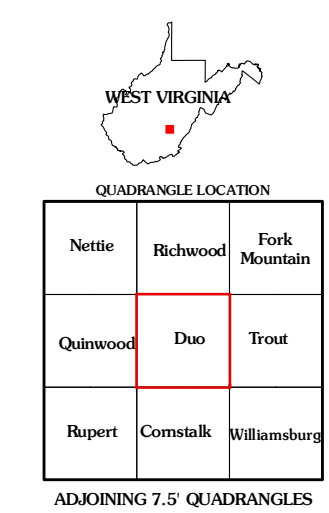 WEST VIRGINIA
QUADRANGLE LOCATION
Nettie Richwood Fork Mountain
Quinwood Duo Trout
Rupert Cornstalk Williamsburg
ADJOINING 7.5' QUADRANGLES